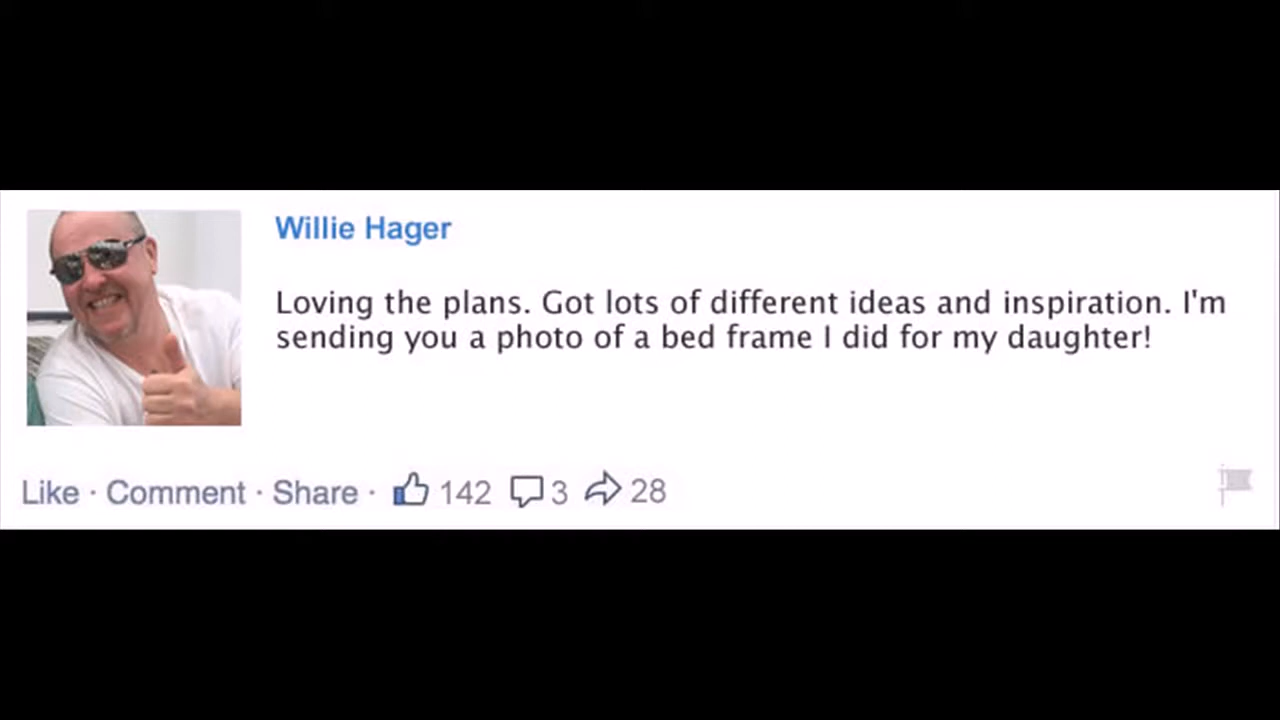 Willie Hager
Loving the plans. Got lots of different ideas and inspiration. I'm
sending you a photo of a bed frame I did for my daughter!
Like · Comment · Share · 142 3 28